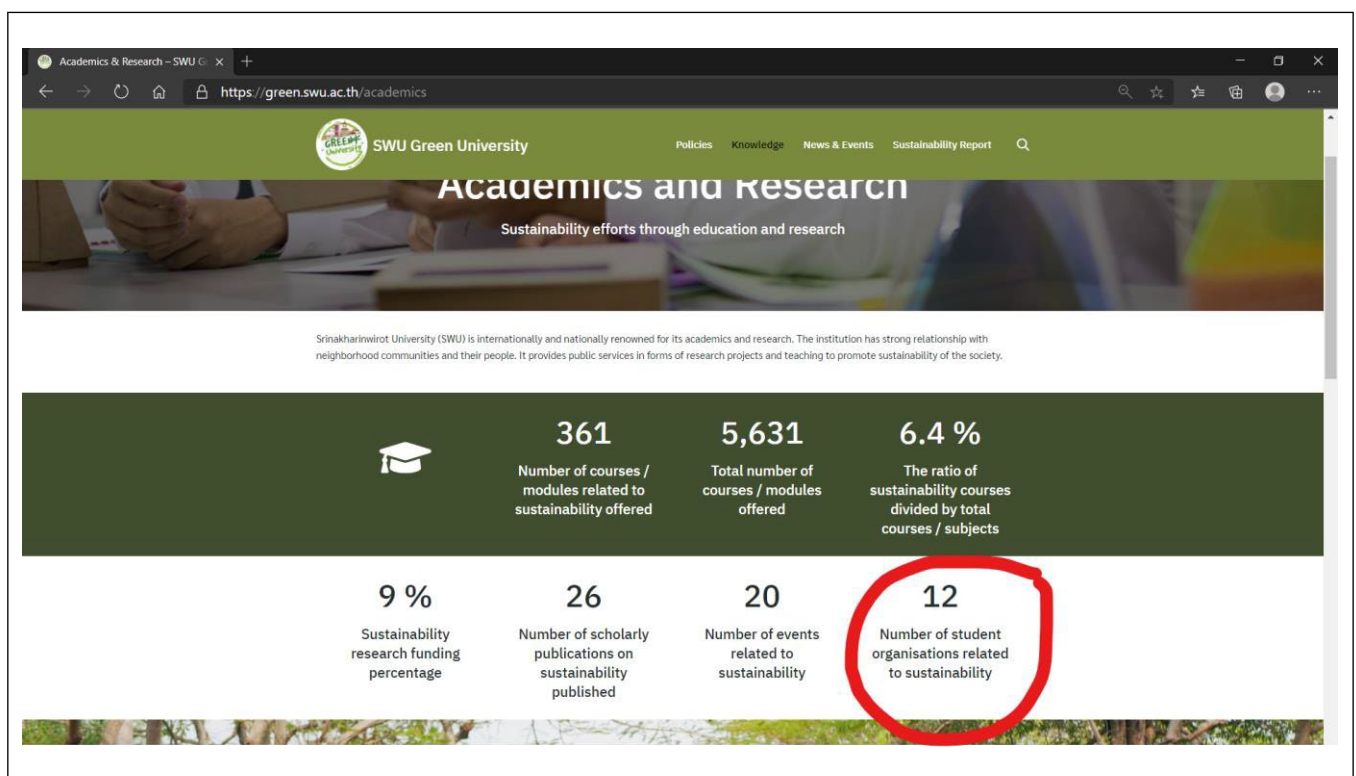 Academics & Research – SWU G
https://green.swu.ac.th/academics
GREEN
University
SWU Green University
Policies Knowledge News & Events Sustainability Report
Academics and Research
Sustainability efforts through education and research
Srinakharinwirot University (SWU) is internationally and nationally renowned for its academics and research. The institution has strong relationship with
neighborhood communities and their people. It provides public services in forms of research projects and teaching to promote sustainability of the society.
361
Number of courses /
modules related to
sustainability offered
5,631
Total number of
courses / modules
offered
6.4 %
The ratio of
sustainability courses
divided by total
courses / subjects
9 %
Sustainability
research funding
percentage
26
Number of scholarly
publications on
sustainability
published
20
Number of events
related to
sustainability
12
Number of student
organisations related
to sustainability